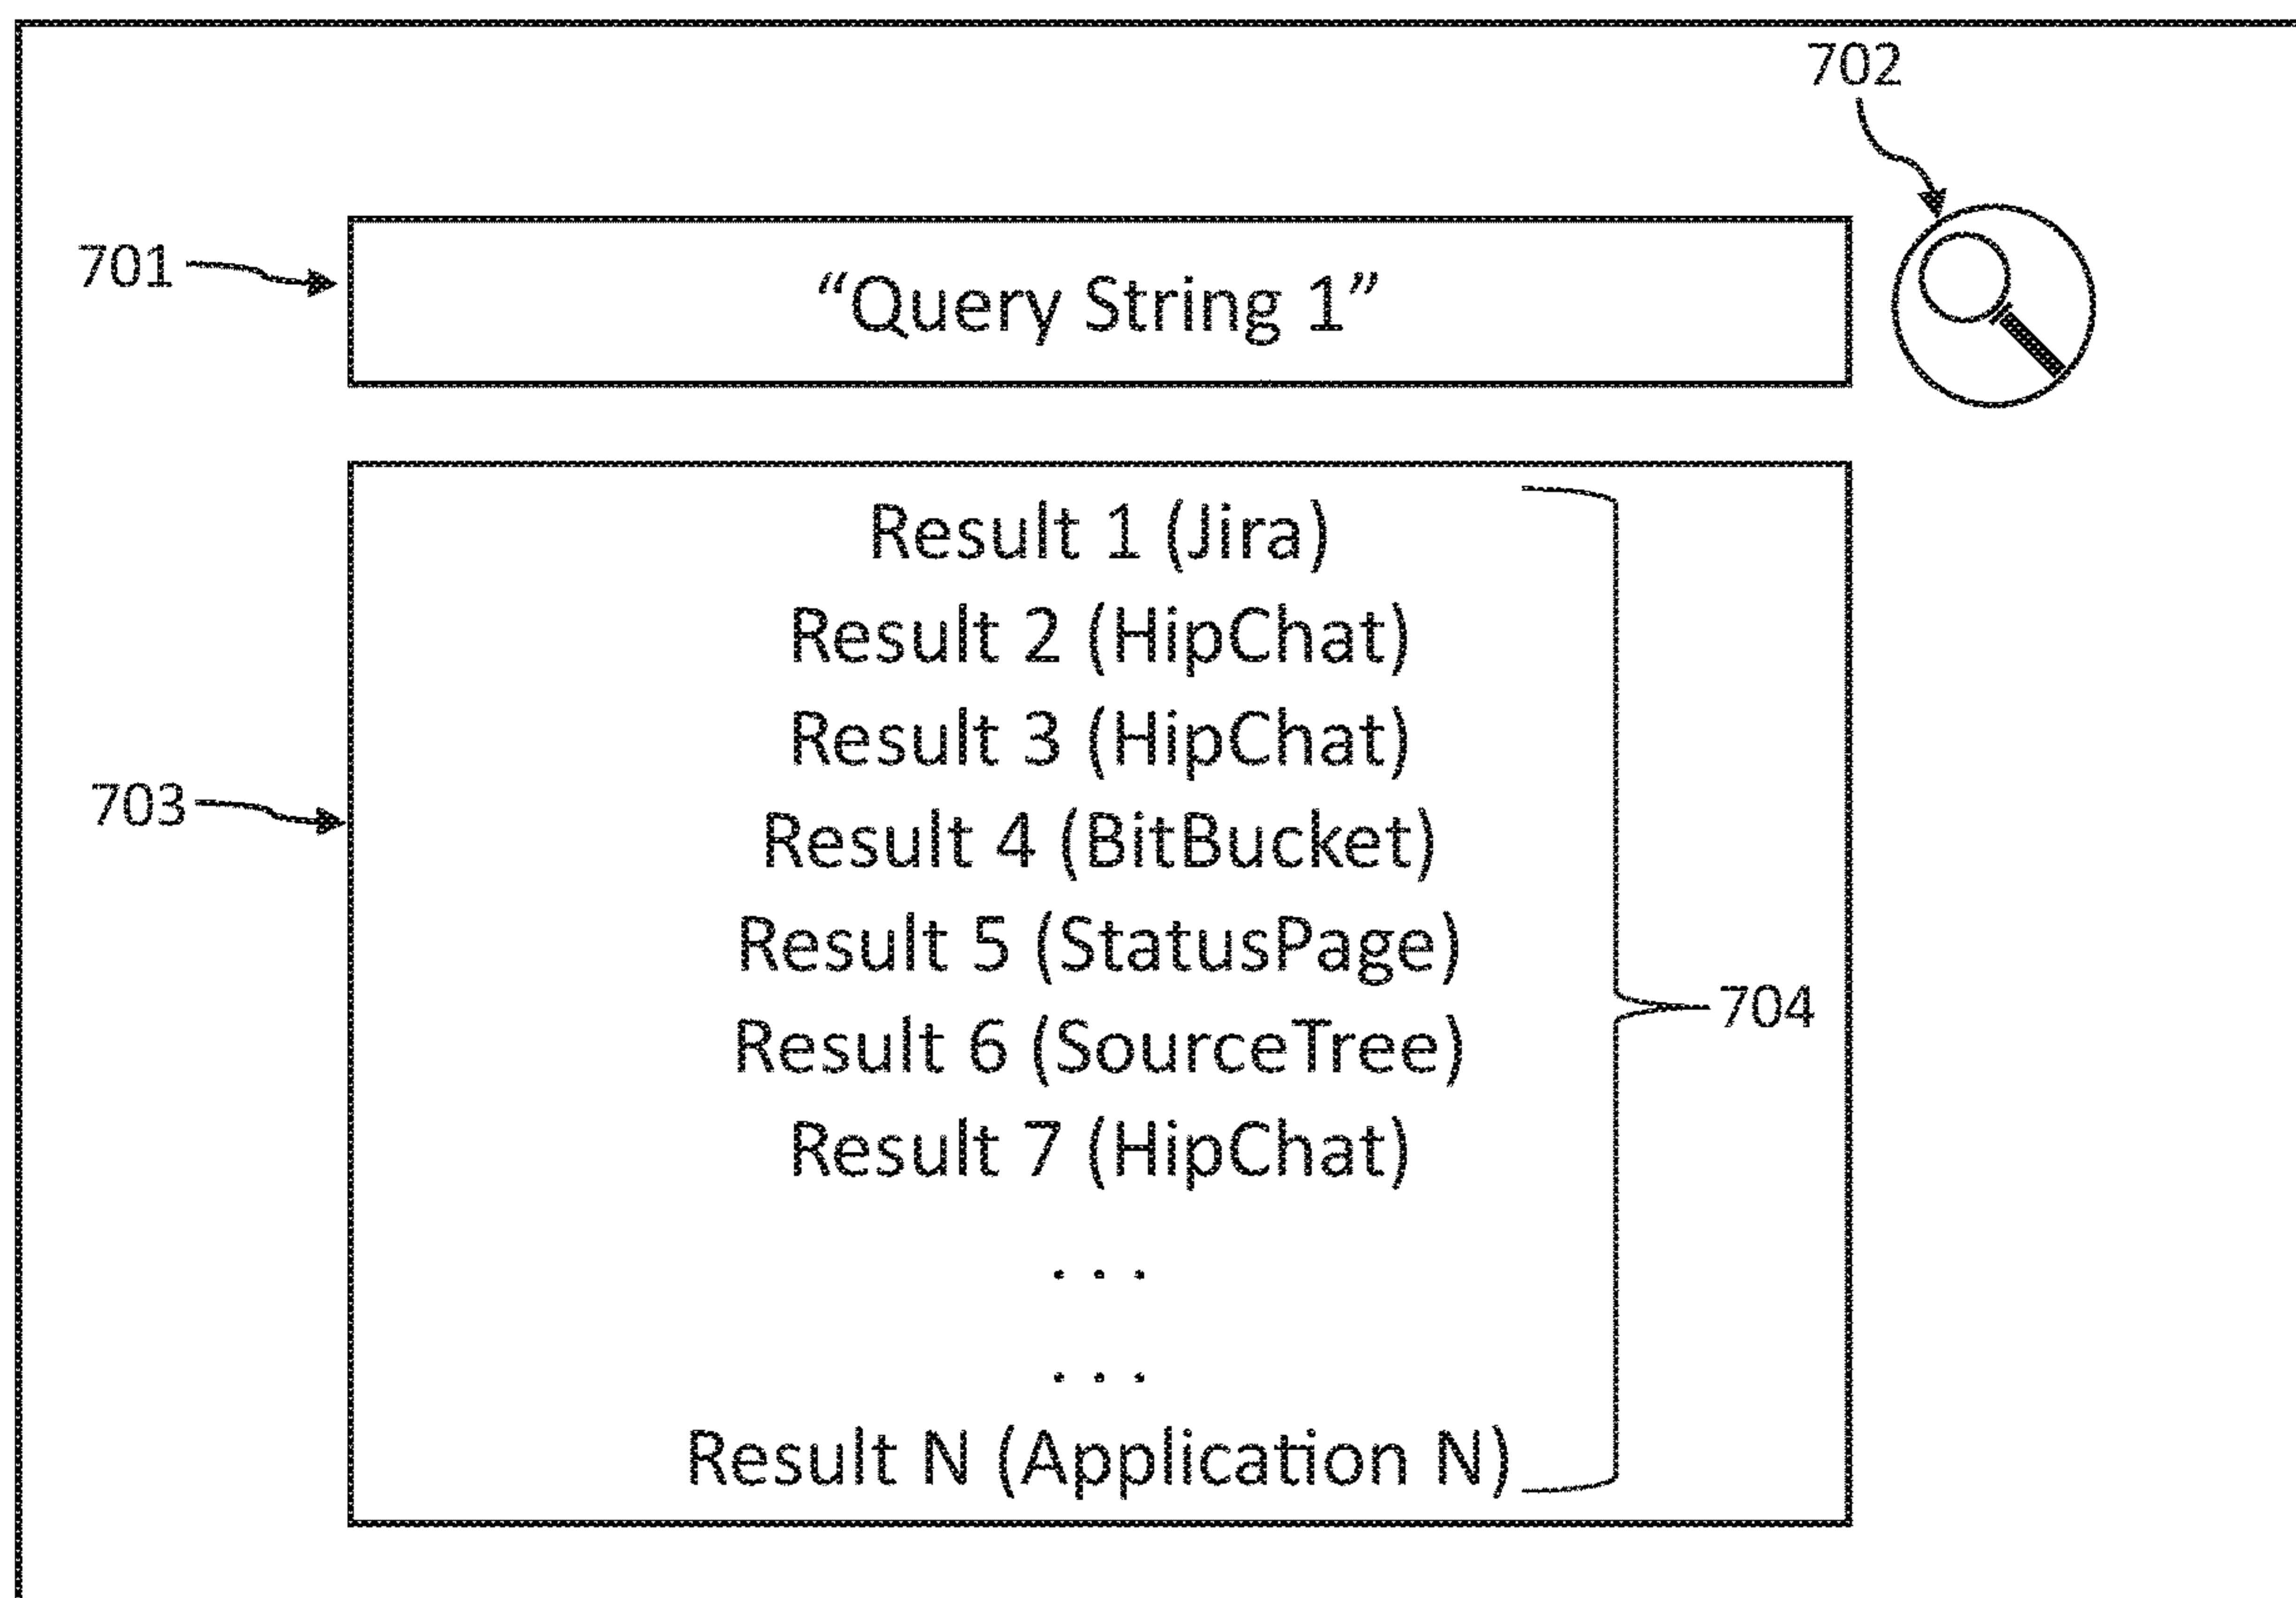 702
701
“Query String 1”
Result 1 (Jira)
Result 2 (HipChat)
Result 3 (HipChat)
703
Result 4 (BitBucket)
Result 5 (StatusPage)
704
Result 6 (SourceTree)
Result 7 (HipChat)
. . .
. . .
Result N (Application N)